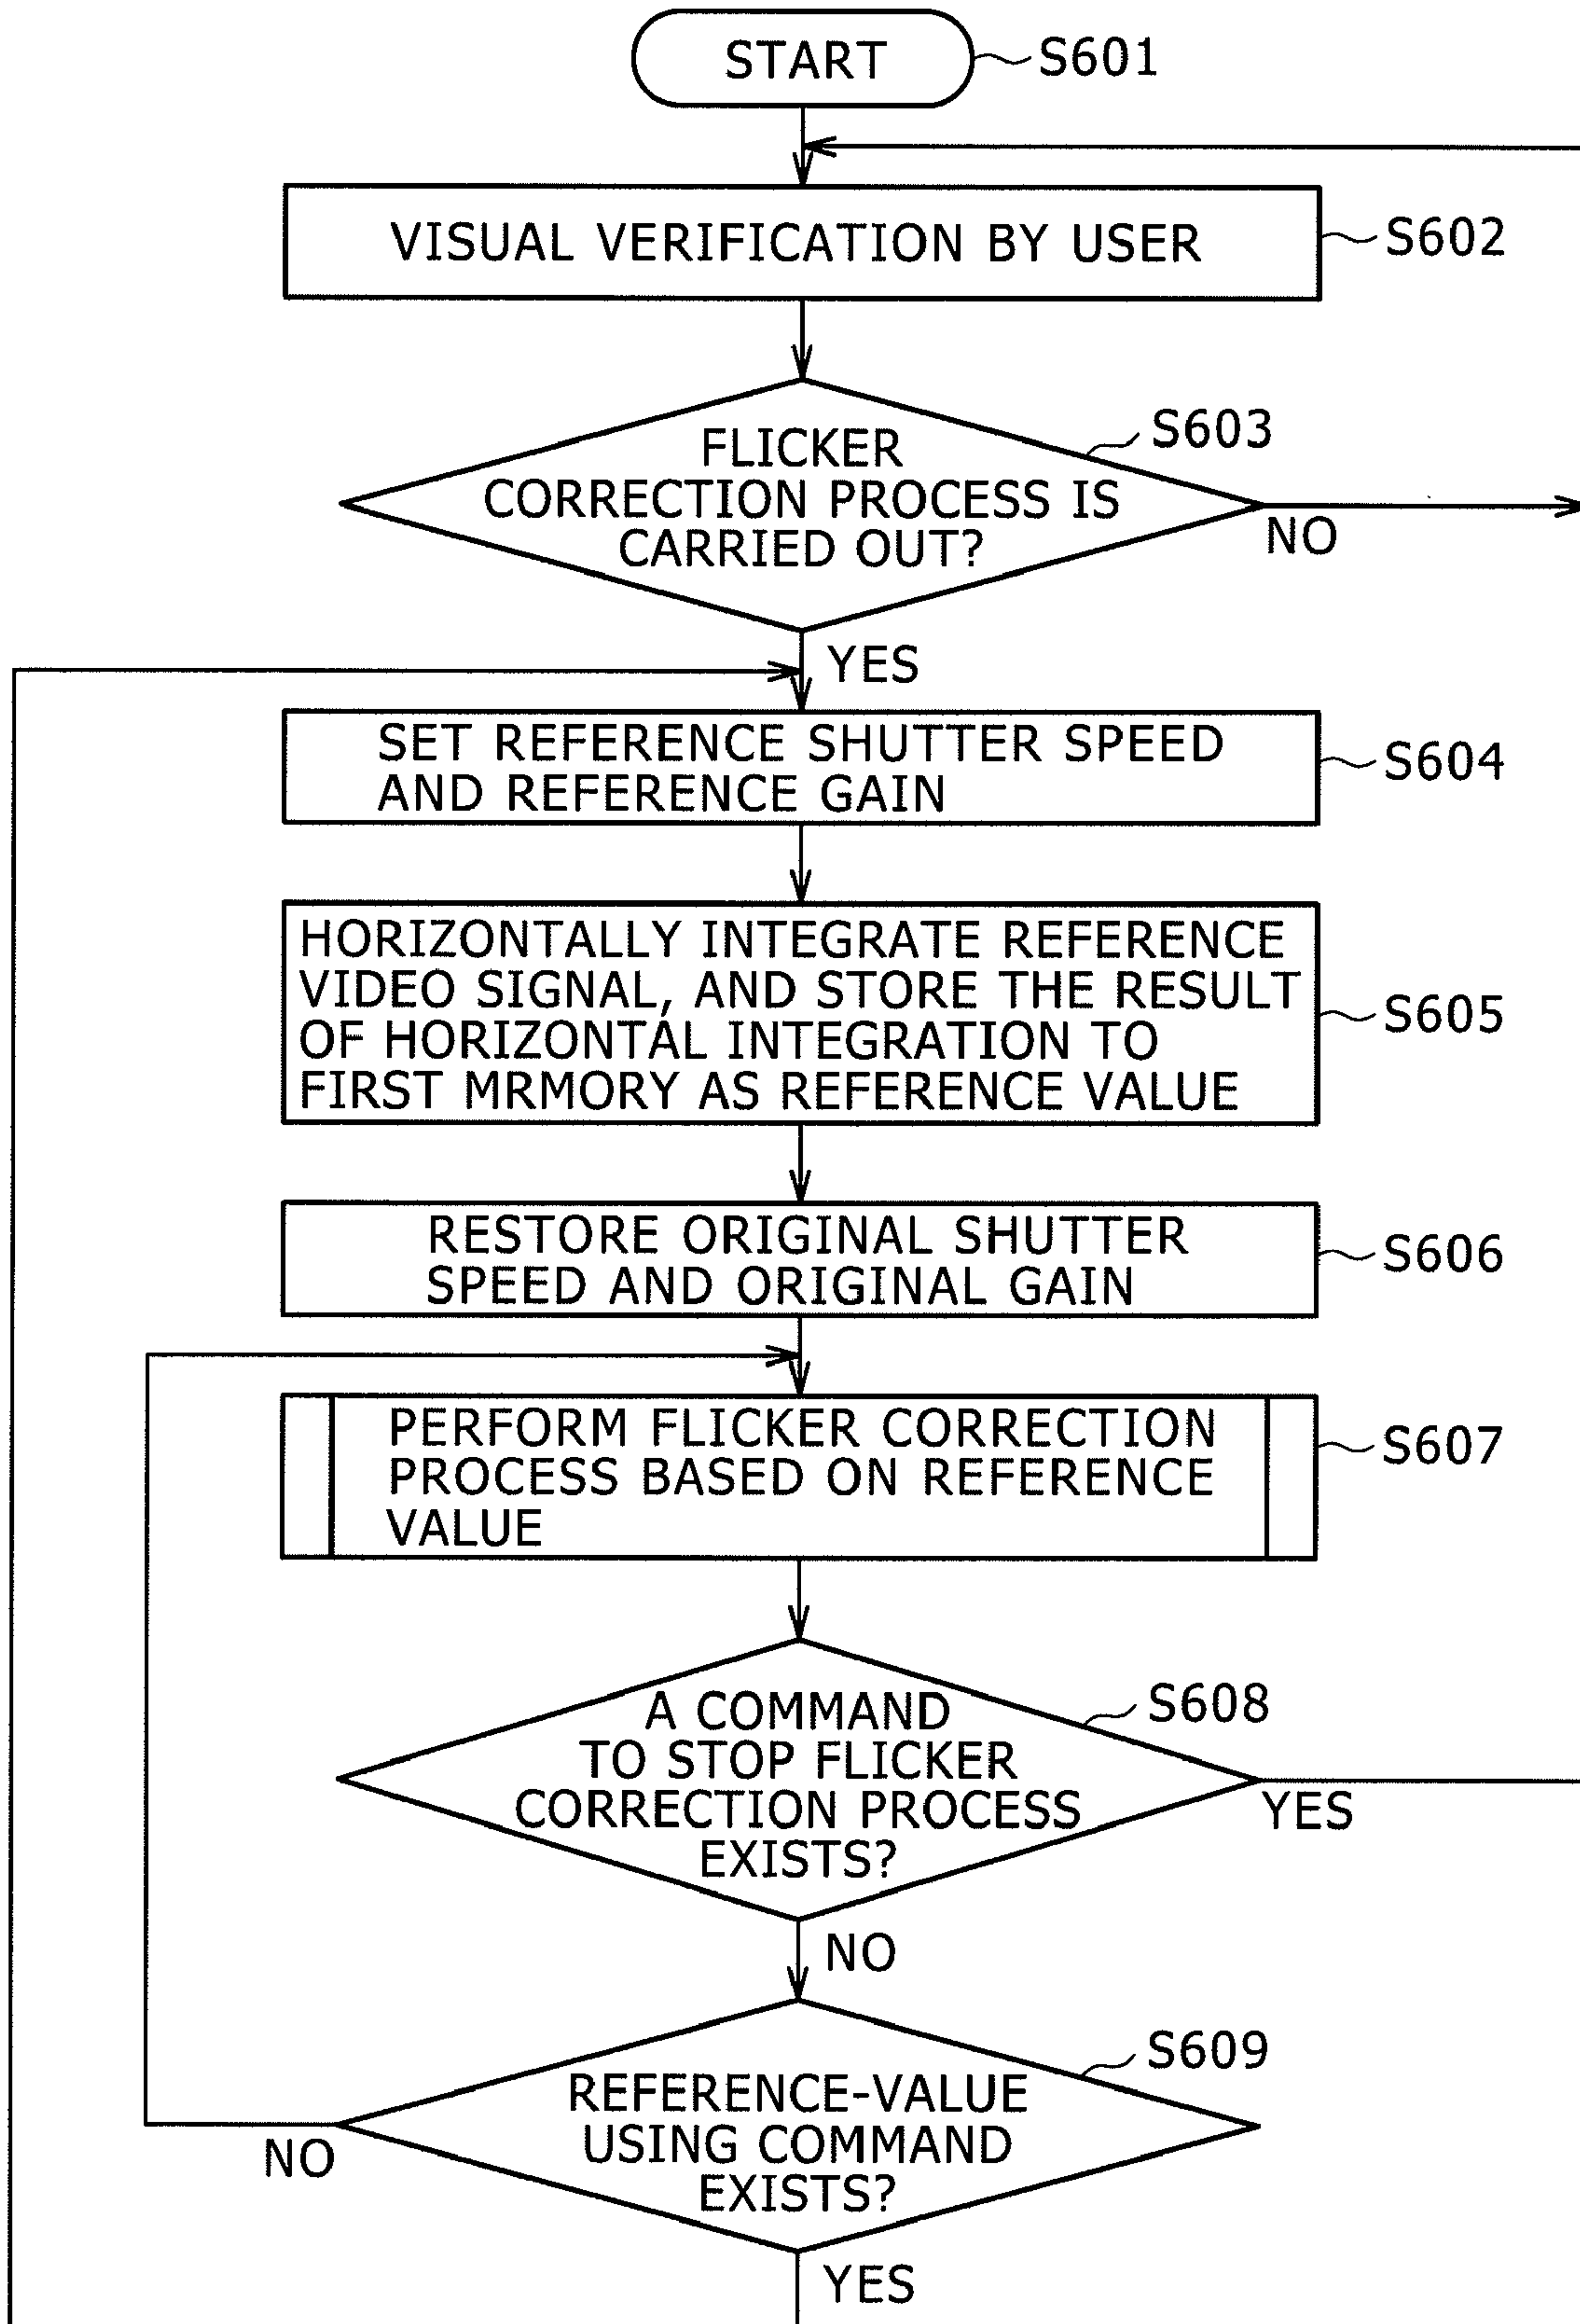 START
S601
VISUAL VERIFICATION BY USER
S602
FLICKER
CORRECTION PROCESS IS
CARRIED OUT?
S603
NO
YES
SET REFERENCE SHUTTER SPEED
AND REFERENCE GAIN
S604
HORIZONTALLY INTEGRATE REFERENCE
VIDEO SIGNAL, AND STORE THE RESULT
OF HORIZONTAL INTEGRATION TO
FIRST MRMORY AS REFERENCE VALUE
S605
RESTORE ORIGINAL SHUTTER
SPEED AND ORIGINAL GAIN
S606
PERFORM FLICKER CORRECTION
PROCESS BASED ON REFERENCE
VALUE
S607
A COMMAND
TO STOP FLICKER
CORRECTION PROCESS
EXISTS?
S608
YES
NO
REFERENCE-VALUE
USING COMMAND
EXISTS?
S609
NO
YES